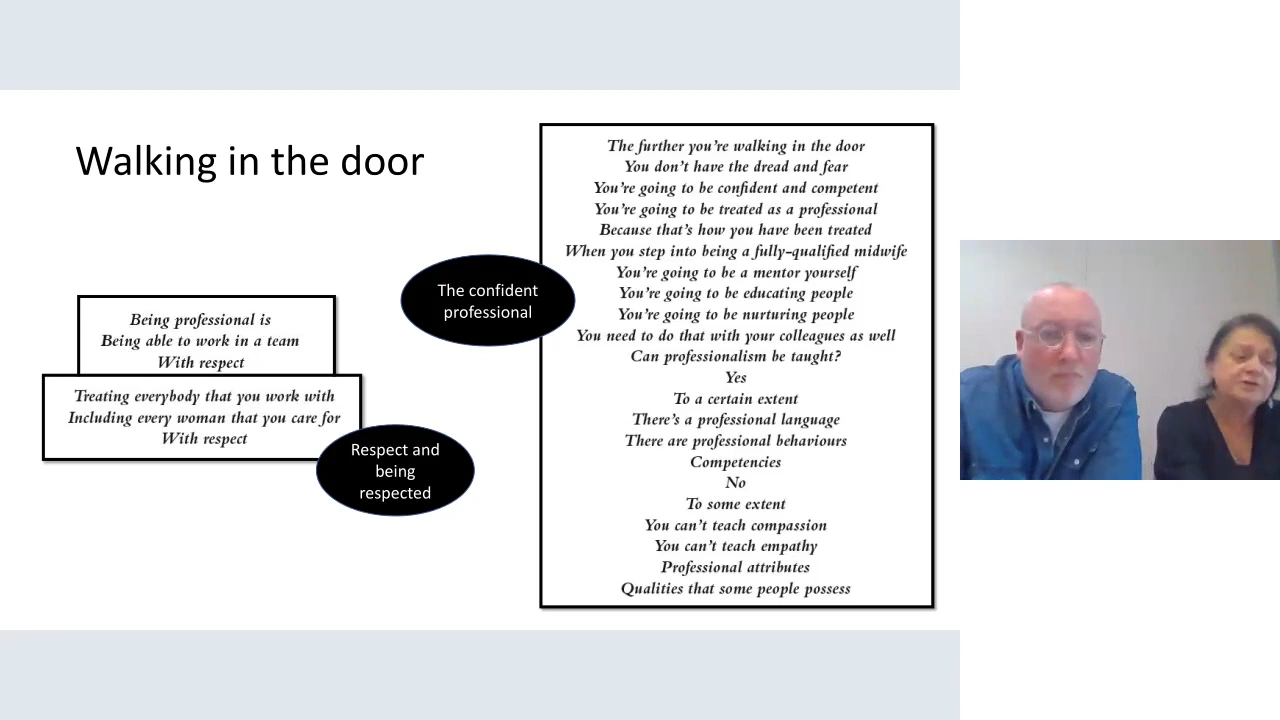 Walking in the door
Being professional is
Being able to work in a team
With respect
Treating everybody that you work with
Including every woman that you care for
With respect
Respect and
being
respected
The confident
professional
The further you’re walking in the door
You don’t have the dread and fear
You’re going to be confident and competent
You’re going to be treated as a professional
Because that’s how you have been treated
When you step into being a fully-qualified midwife
You’re going to be a mentor yourself
You’re going to be educating people
You’re going to be nurturing people
You need to do that with your colleagues as well
Can professionalism be taught?
Yes
To a certain extent
There’s a professional language
There are professional behaviours
Competencies
No
To some extent
You can’t teach compassion
You can’t teach empathy
Professional attributes
Qualities that some people possess